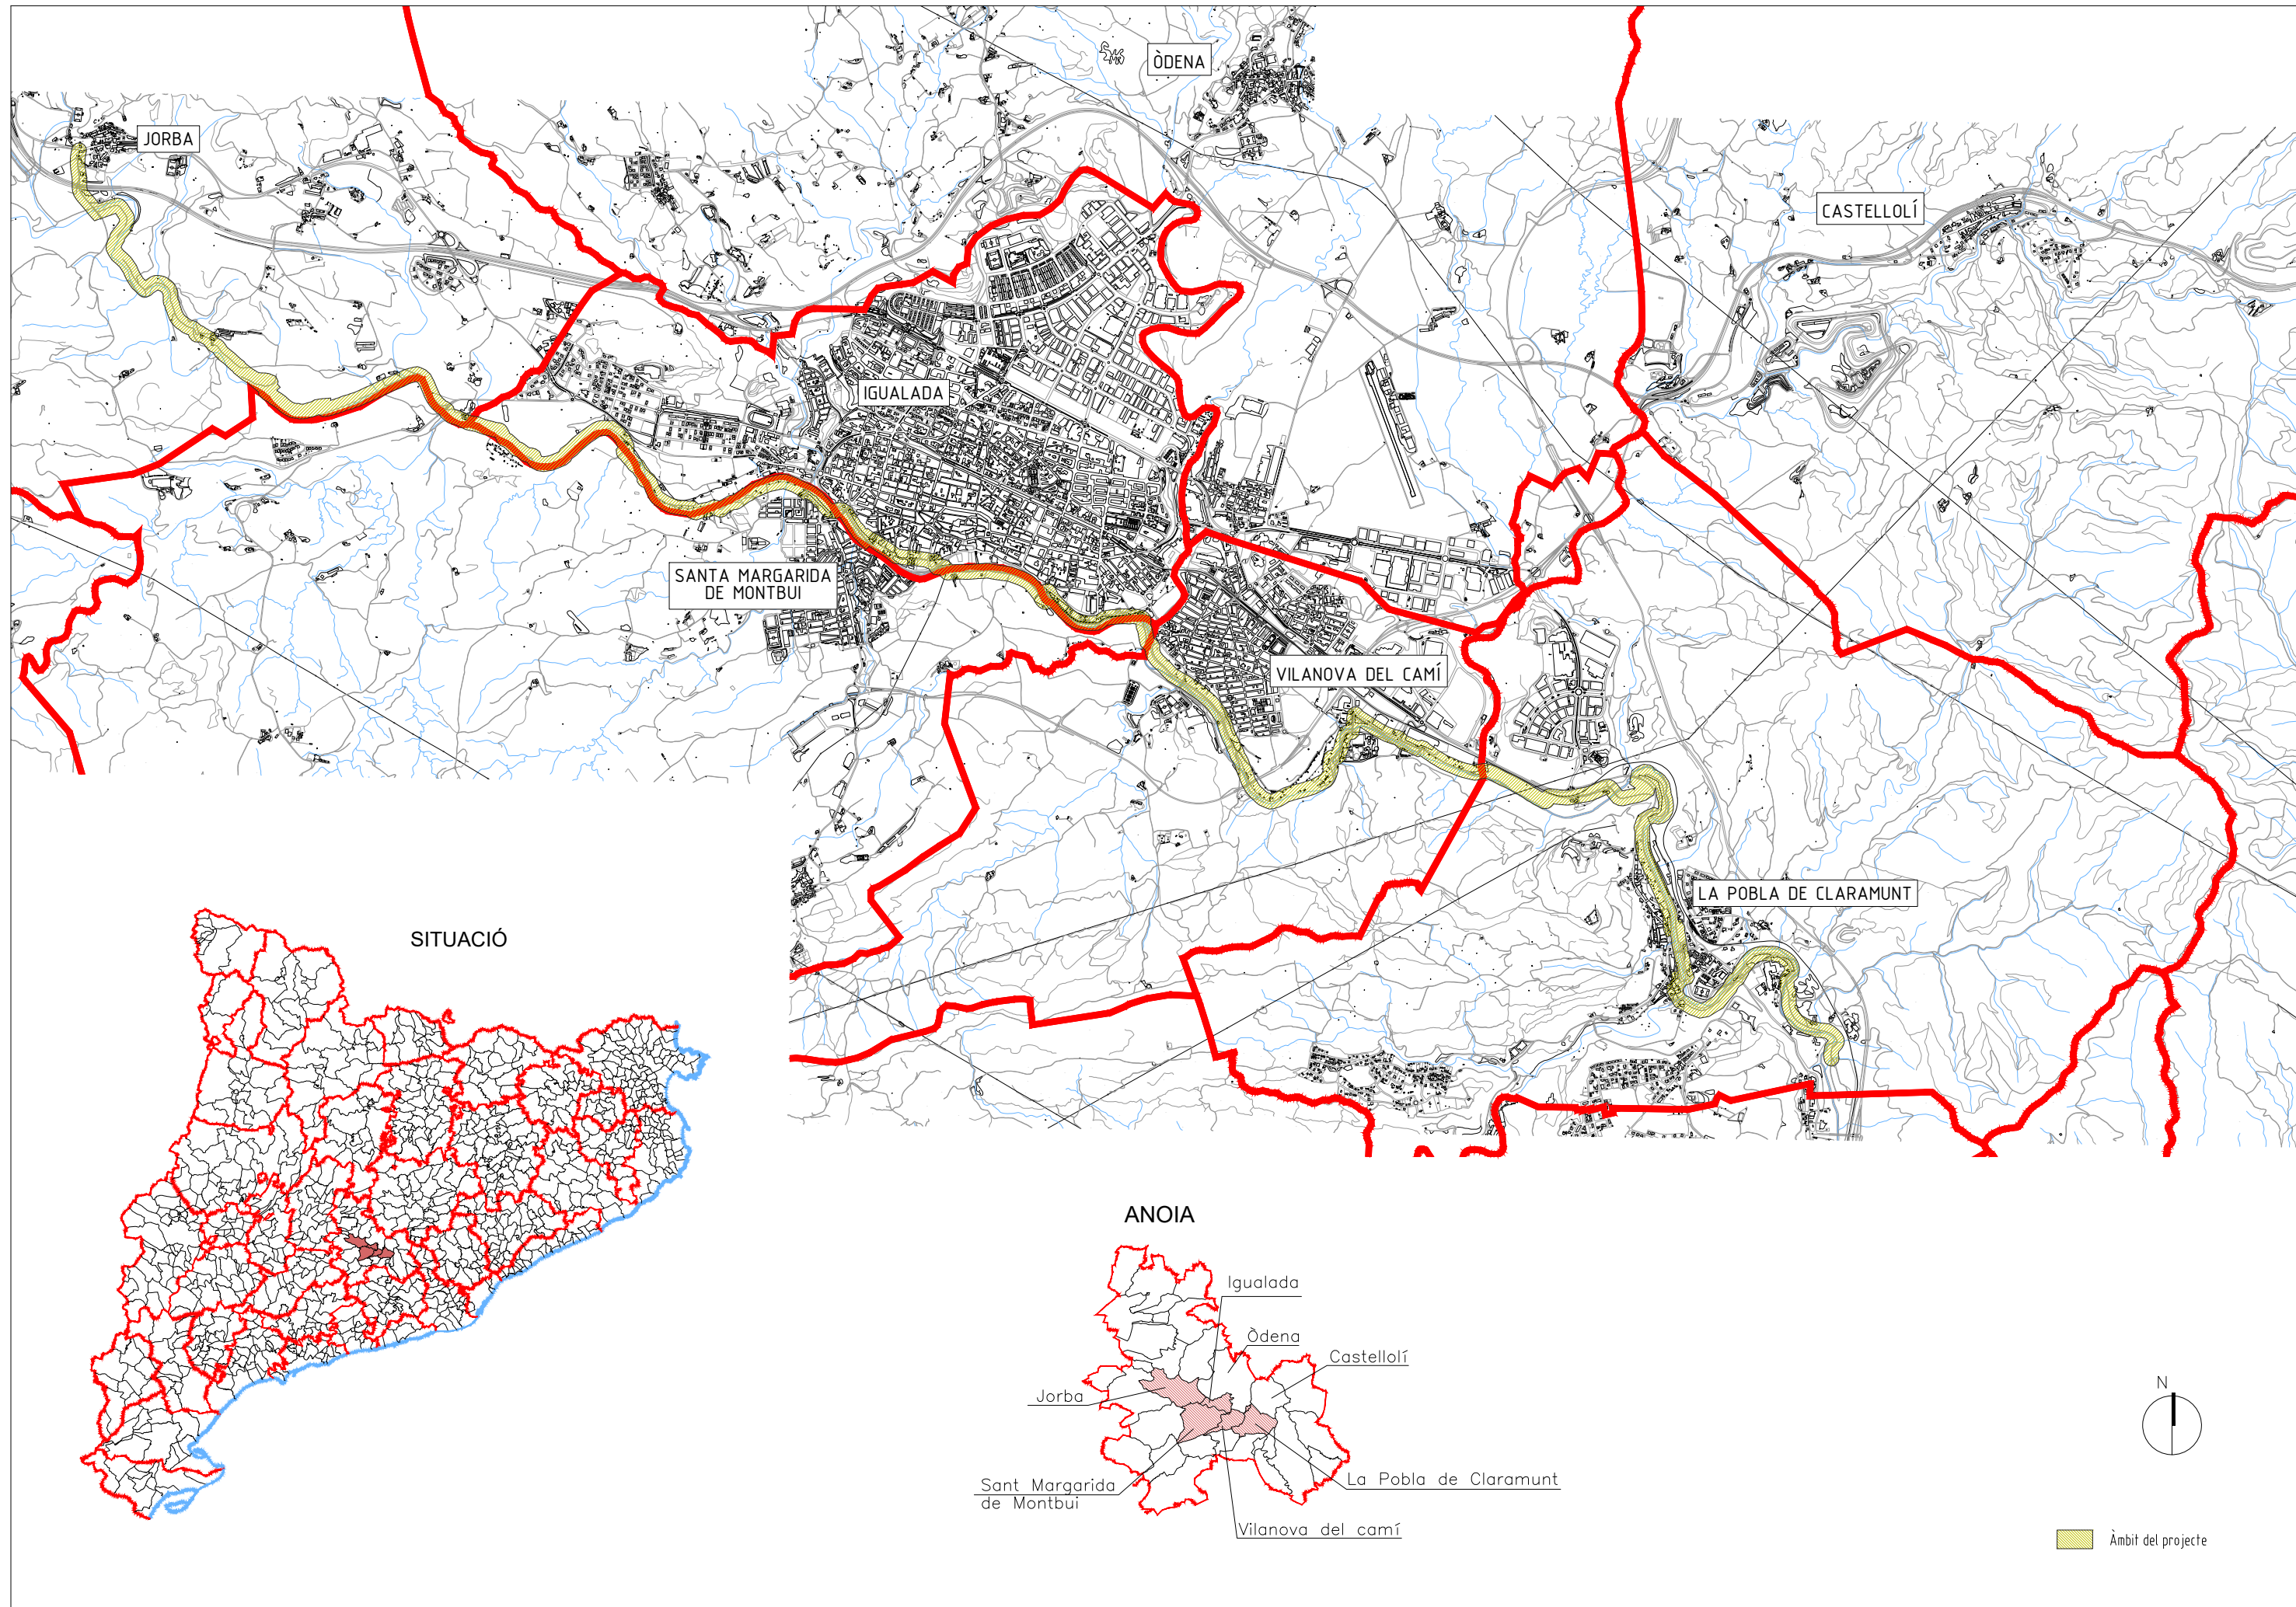 ÒDENA
JORBA
CASTELLOLÍ
IGUALADA
SANTA MARGARIDA
DE MONTBUI
VILANOVA DEL CAMÍ
LA POBLA DE CLARAMUNT
SITUACIÓ
ANOIA
Igualada
Òdena
Castellolí
Jorba
Sant Margarida
de Montbui
La Pobla de Claramunt
Vilanova del camí
N
Àmbit del projecte